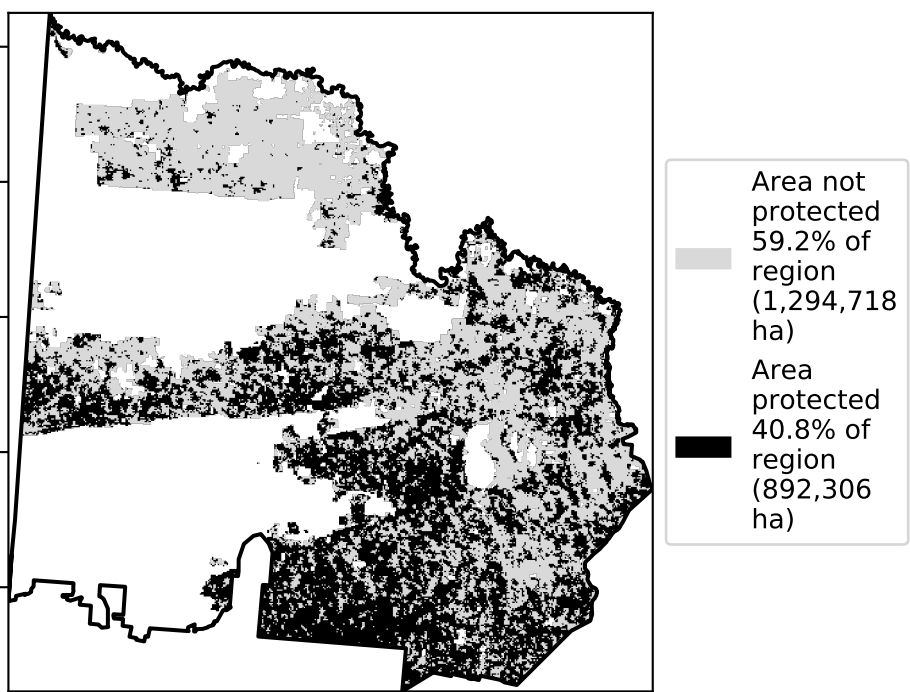 Area not
protected
59.2% of
region
(1,294,718
ha)
Area
protected
40.8% of
region
(892,306
ha)